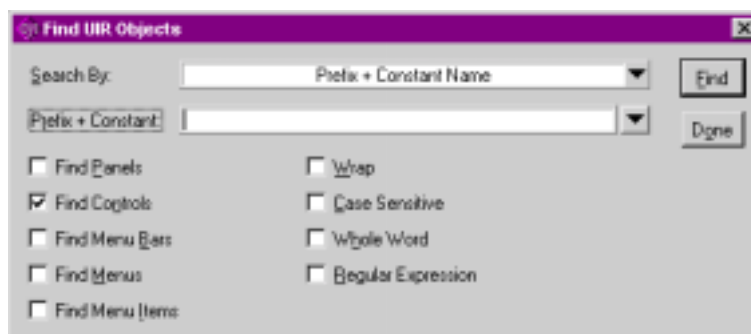 Find UIR Objects
Search By: Prefix + Constant Name Find
Prefix + Constant: Done
Find Panels Wrap
Find Controls Case Sensitive
Find Menu Bars Whole Word
Find Menus Regular Expression
Find Menu Items